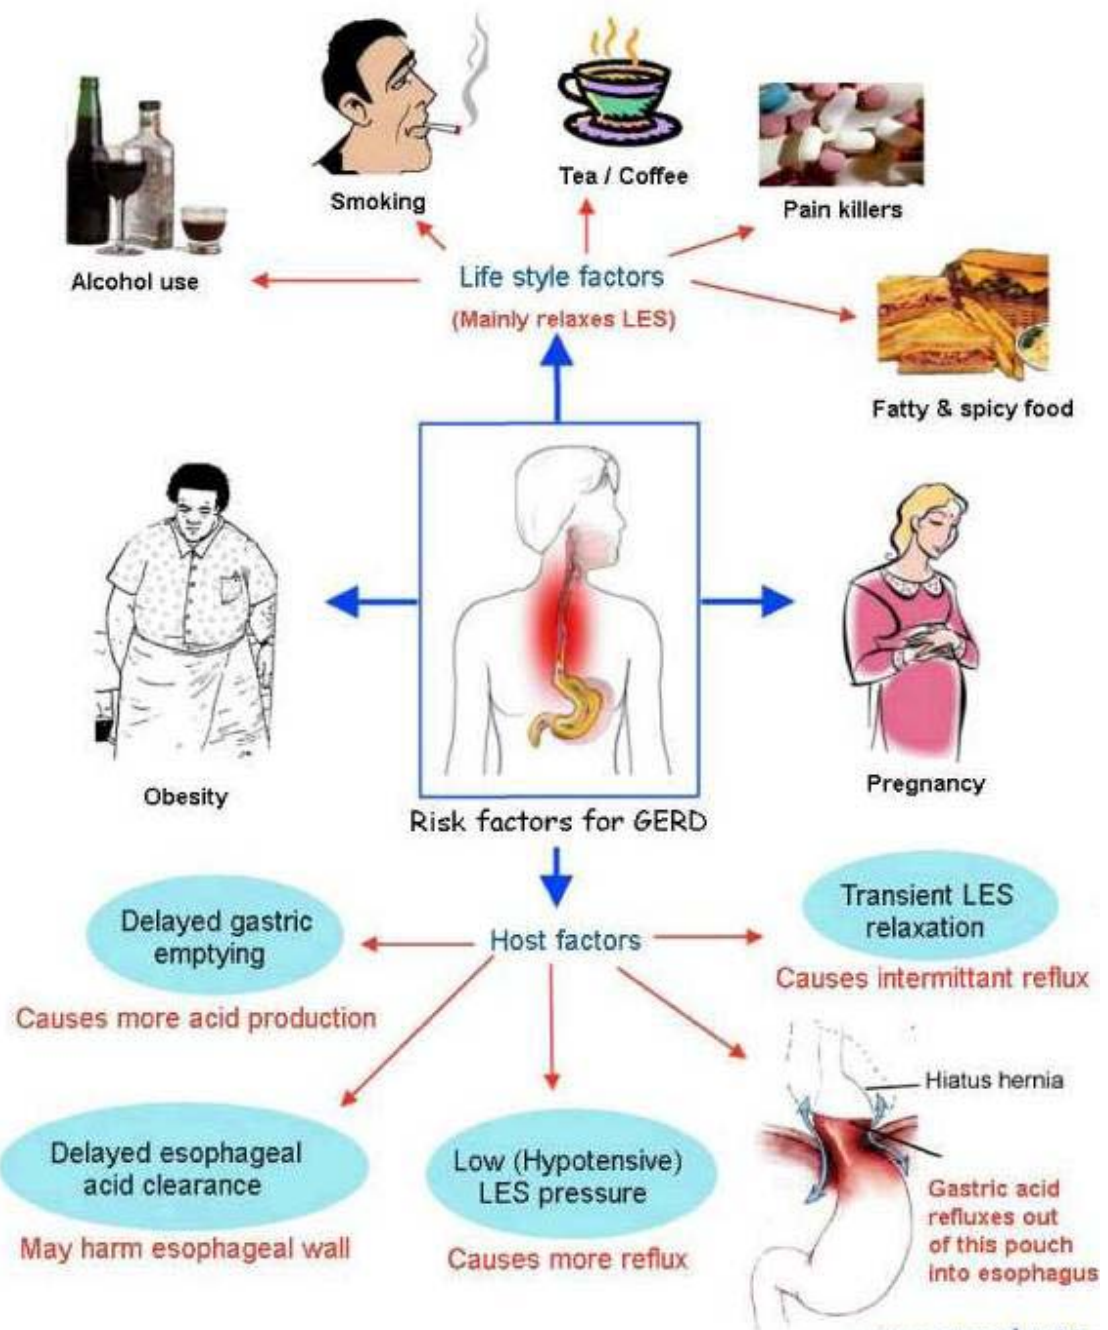 Smoking
Tea / Coffee
Pain killers
Alcohol use
Life style factors
(Mainly relaxes LES)
Fatty & spicy food
Obesity
Pregnancy
Risk factors for GERD
Delayed gastric
emptying
Causes more acid production
Host factors
Transient LES
relaxation
Causes intermittant reflux
Hiatus hernia
Delayed esophageal
acid clearance
May harm esophageal wall
Low (Hypotensive)
LES pressure
Causes more reflux
Gastric acid
refluxes out
of this pouch
into esophagus